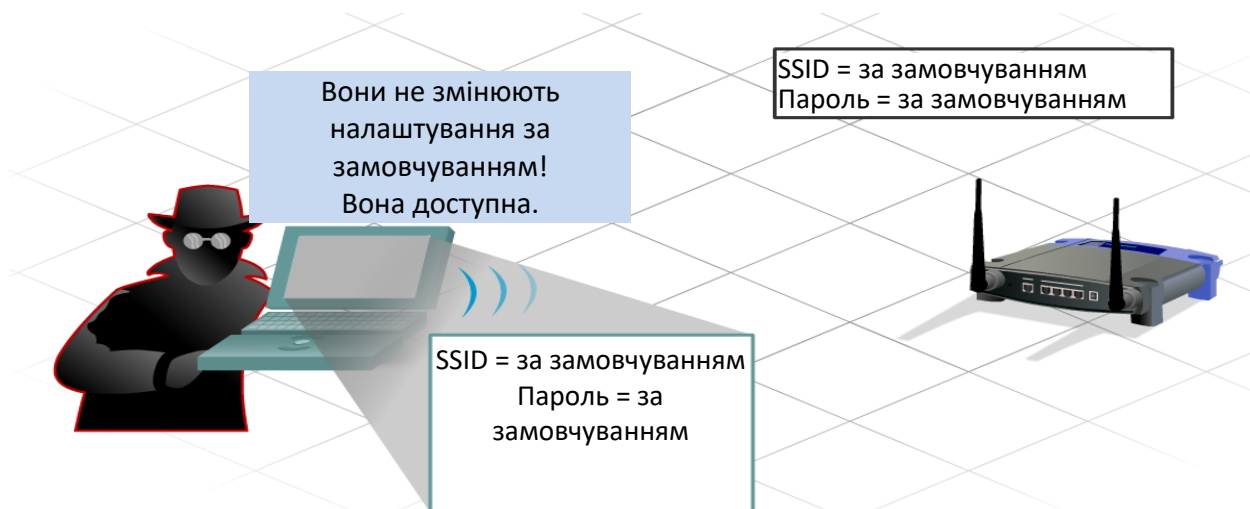 Вони не змінюють
налаштування за
замовчуванням!
Вона доступна.
SSID = за замовчуванням
Пароль = за замовчуванням
SSID = за замовчуванням
Пароль = за
замовчуванням